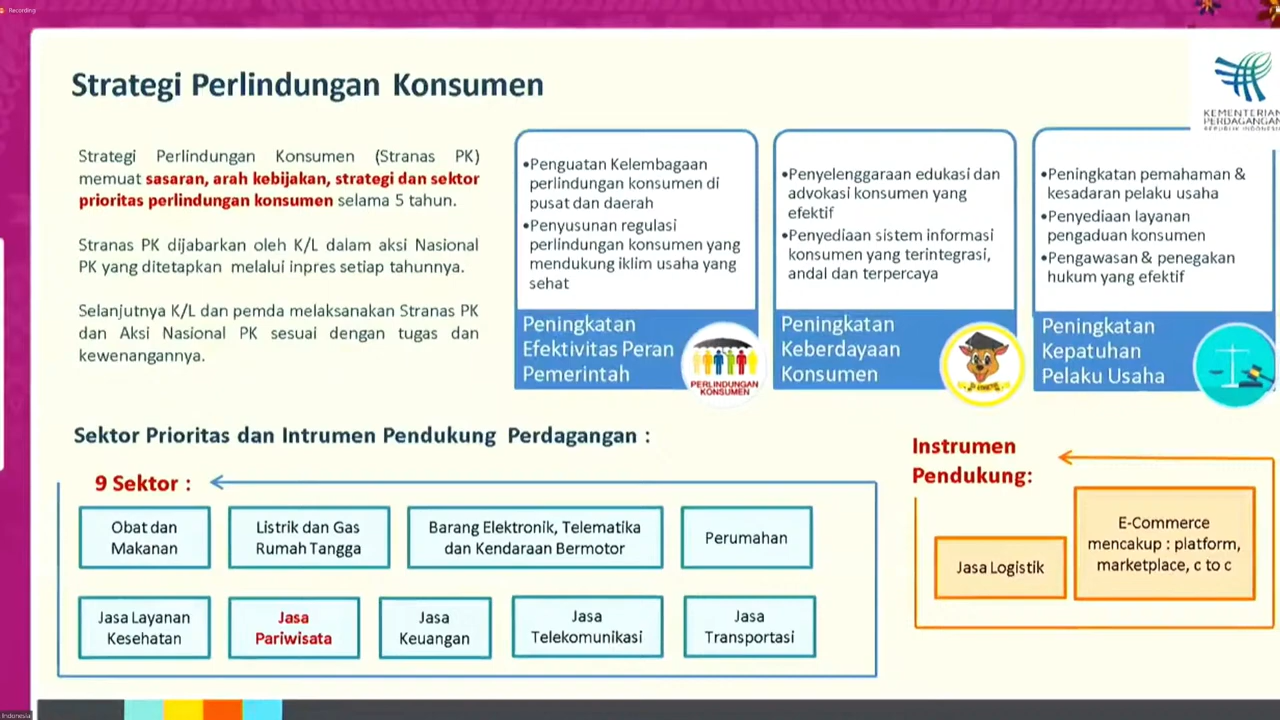 Recording
Strategi Perlindungan Konsumen
KEMENTERIAN
PERDAGANGAN
REPUBLIK INDONESIA
Strategi Perlindungan Konsumen (Stranas PK)
memuat sasaran, arah kebijakan, strategi dan sektor
prioritas perlindungan konsumen selama 5 tahun.
Stranas PK dijabarkan oleh K/L dalam aksi Nasional
PK yang ditetapkan melalui inpres setiap tahunnya.
Selanjutnya K/L dan pemda melaksanakan Stranas PK
dan Aksi Nasional PK sesuai dengan tugas dan
kewenangannya.
•Penguatan Kelembagaan
perlindungan konsumen di
pusat dan daerah
•Penyusunan regulasi
perlindungan konsumen yang
mendukung iklim usaha yang
sehat
Peningkatan
Efektivitas Peran
Pemerintah
PERLINDUNGAN
KONSUMEN
•Penyelenggaraan edukasi dan
advokasi konsumen yang
efektif
•Penyediaan sistem informasi
konsumen yang terintegrasi,
andal dan terpercaya
Peningkatan
Keberdayaan
Konsumen
•Peningkatan pemahaman &
kesadaran pelaku usaha
•Penyediaan layanan
pengaduan konsumen
•Pengawasan & penegakan
hukum yang efektif
Peningkatan
Kepatuhan
Pelaku Usaha
Sektor Prioritas dan Intrumen Pendukung Perdagangan :
9 Sektor :
Obat dan
Makanan
Listrik dan Gas
Rumah Tangga
Barang Elektronik, Telematika
dan Kendaraan Bermotor
Perumahan
Jasa Layanan
Kesehatan
Jasa
Pariwisata
Jasa
Keuangan
Jasa
Telekomunikasi
Jasa
Transportasi
Instrumen
Pendukung:
Jasa Logistik
E-Commerce
mencakup : platform,
marketplace, c to c
Indonesia